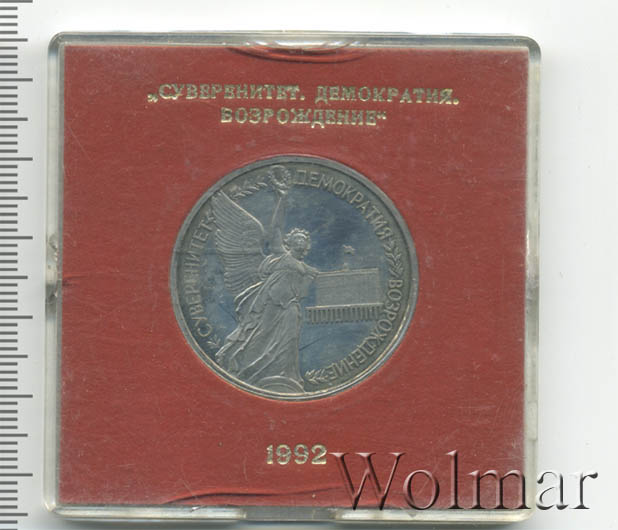 „СУВЕРЕНИТЕТ. ДЕМОКРАТИЯ.
ВОЗРОЖДЕНИЕ“
СУВЕРЕНИТЕТ
ДЕМОКРАТИЯ
ВОЗРОЖДЕНИЕ
1992
Wolmar